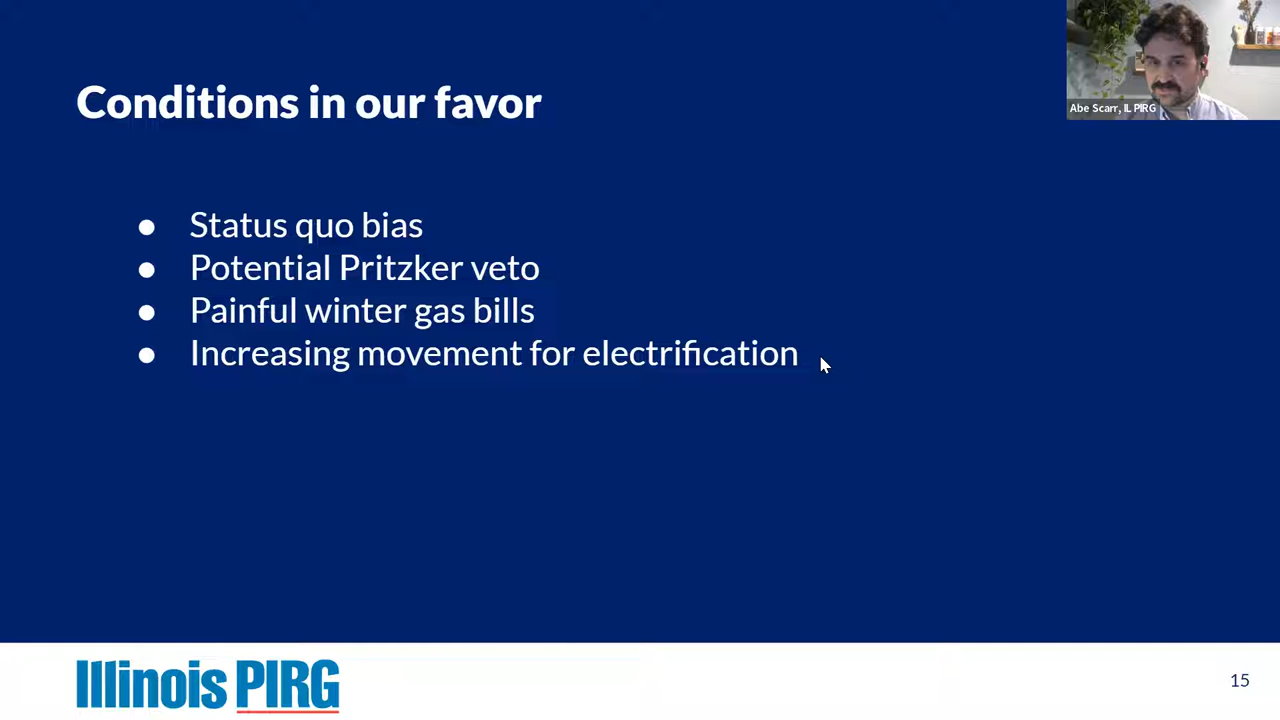 Conditions in our favor
Abe Scarr, IL PIRG
● Status quo bias
● Potential Pritzker veto
● Painful winter gas bills
● Increasing movement for electrification
Illinois PIRG
15